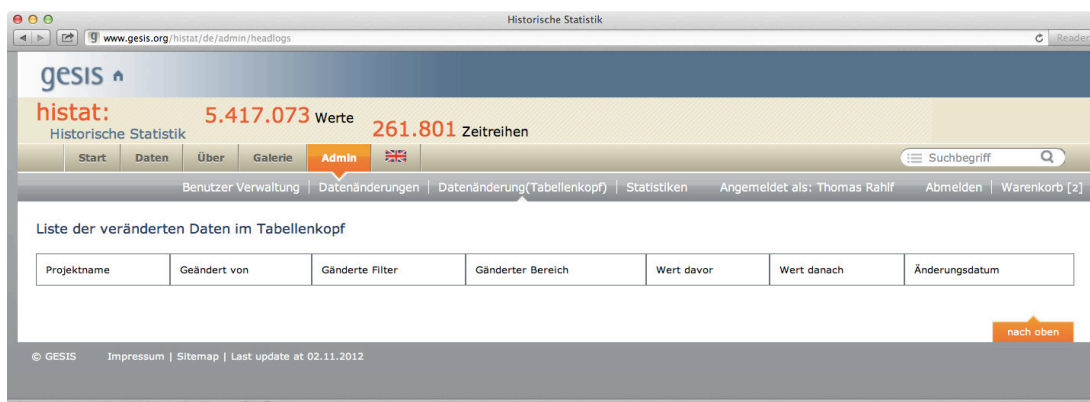 Historische Statistik
www.gesis.org/histat/de/admin/headlogs
Reader
gesis
histat: 5.417.073 Werte 261.801 Zeitreihen
Historische Statistik
Start Daten Über Galerie Admin Suchbegriff
Benutzer Verwaltung | Datenänderungen | Datenänderung(Tabellenkopf) | Statistiken Angemeldet als: Thomas Rahlf Abmelden | Warenkorb [2]
Liste der veränderten Daten im Tabellenkopf
Projektname Geändert von Gänderte Filter Gänderter Bereich Wert davor Wert danach Änderungsdatum
nach oben
© GESIS Impressum | Sitemap | Last update at 02.11.2012